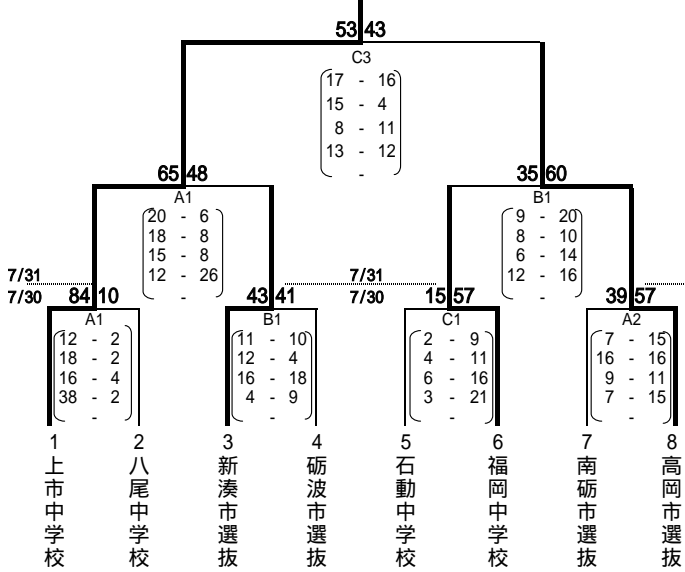 53 43
C3
17 - 16
15 - 4
8 - 11
13 - 12
-
65 48
A1
20 - 6
18 - 8
15 - 8
12 - 26
-
35 60
B1
9 - 20
8 - 10
6 - 14
12 - 16
-
7/31
7/30
7/31
7/30
84 10
A1
12 - 2
18 - 2
16 - 4
38 - 2
-
43 41
B1
11 - 10
12 - 4
16 - 18
4 - 9
-
15 57
C1
2 - 9
4 - 11
6 - 16
3 - 21
-
39 57
A2
7 - 15
16 - 16
9 - 11
7 - 15
-
1
上市中学校
2
八尾中学校
3
新湊市選抜
4
砺波市選抜
5
石動中学校
6
福岡中学校
7
南砺市選抜
8
高岡市選抜